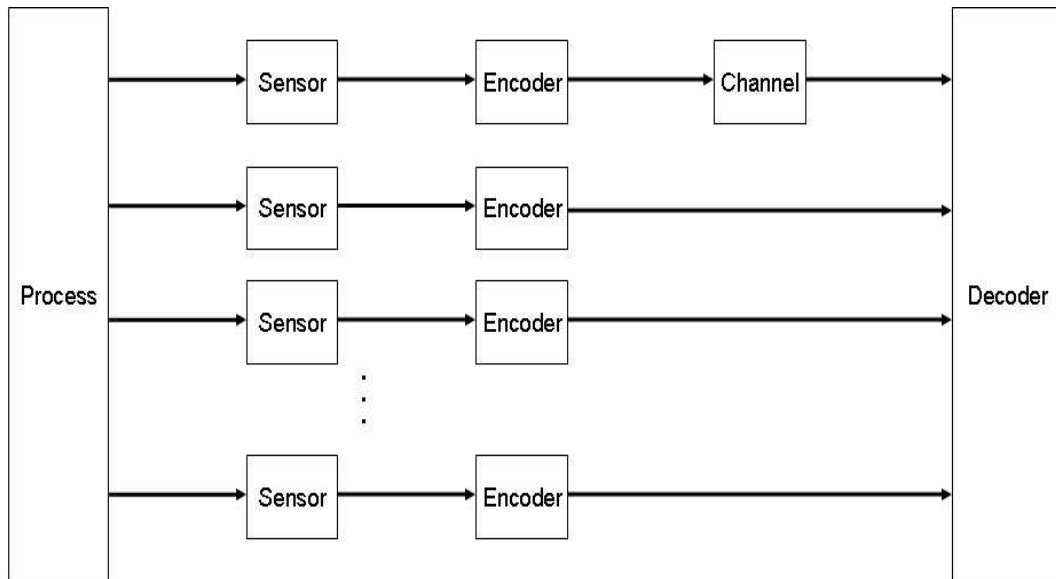 Sensor Encoder Channel
Sensor Encoder
Process
Sensor Encoder
Decoder
Sensor Encoder